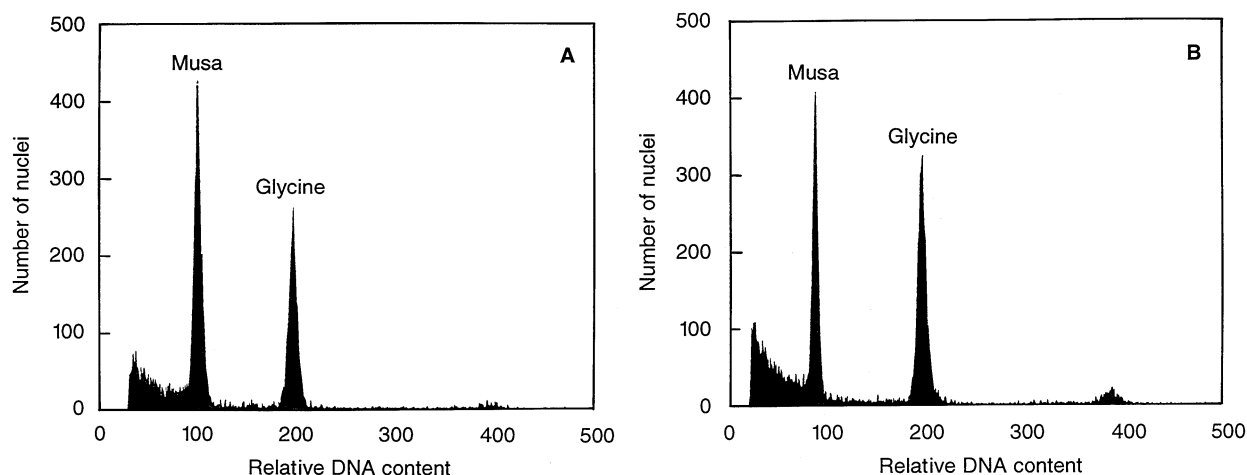 500
400
300
200
100
0
Number of nuclei
Musa
Glycine
A
0 100 200 300 400 500
Relative DNA content
500
400
300
200
100
0
Number of nuclei
Musa
Glycine
B
0 100 200 300 400 500
Relative DNA content